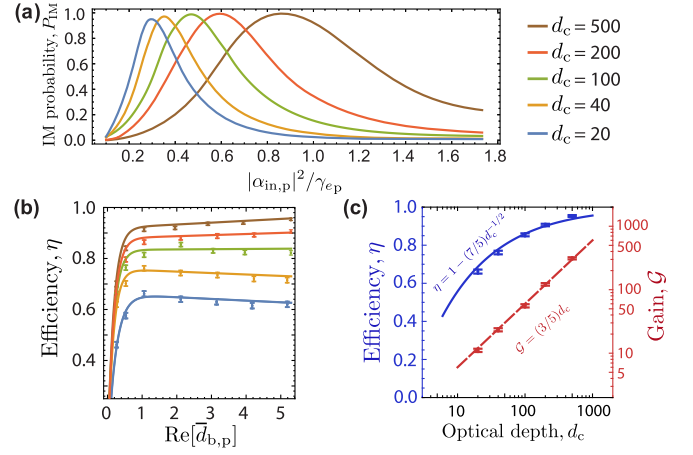 (a)
IM probability, P_IM
1.0
0.8
0.6
0.4
0.2
0.0
0.2 0.4 0.6 0.8 1.0 1.2 1.4 1.6 1.8
|α_in,p|²/γ_e_p
d_c = 500
d_c = 200
d_c = 100
d_c = 40
d_c = 20
(b)
Efficiency, η
1.0
0.8
0.6
0.4
0 1 2 3 4 5
Re[d̅_b,p]
(c)
Efficiency, η
1.0
0.8
0.6
0.4
0.2
0.0
η = 1 − (7/5)d_c^−1/2
𝒢 = (3/5)d_c
10 100 1000
Optical depth, d_c
1000
500
100
50
10
5
Gain, 𝒢